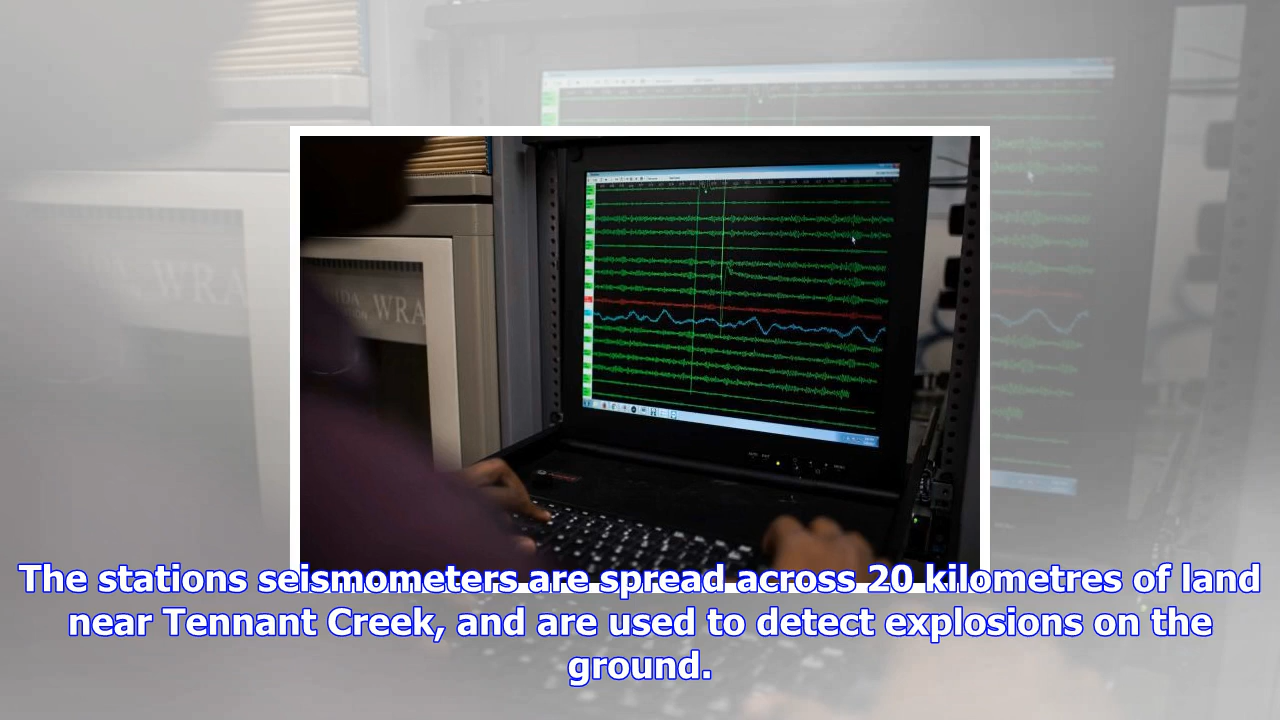 WRA
The stations seismometers are spread across 20 kilometres of land
near Tennant Creek, and are used to detect explosions on the
ground.